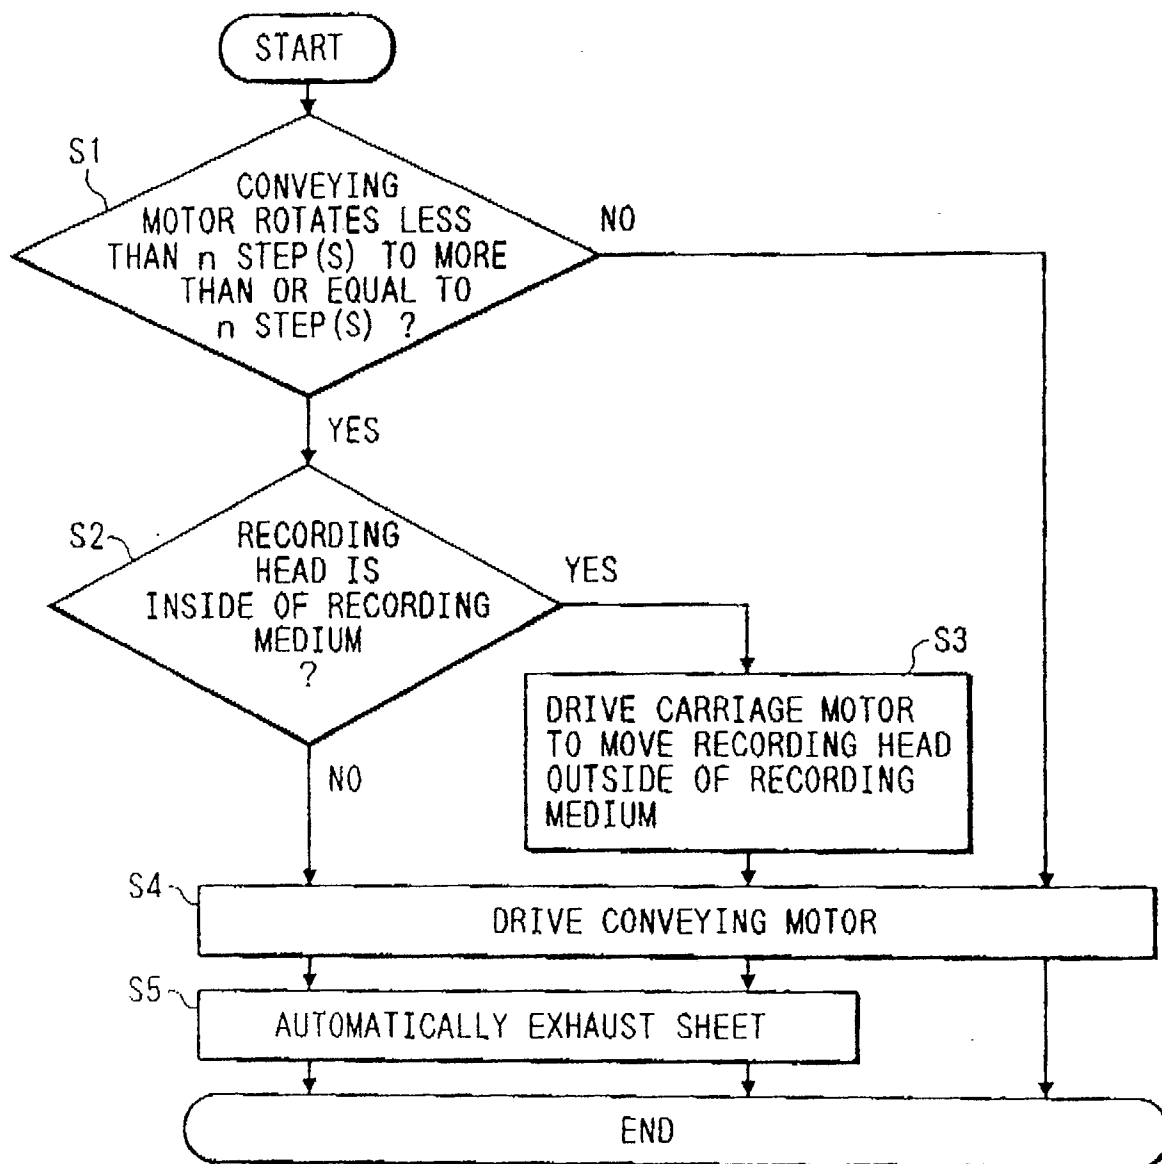 START
S1
CONVEYING
MOTOR ROTATES LESS
THAN n STEP(S) TO MORE
THAN OR EQUAL TO
n STEP(S) ?
NO
YES
S2
RECORDING
HEAD IS
INSIDE OF RECORDING
MEDIUM
?
YES
NO
S3
DRIVE CARRIAGE MOTOR
TO MOVE RECORDING HEAD
OUTSIDE OF RECORDING
MEDIUM
S4
DRIVE CONVEYING MOTOR
S5
AUTOMATICALLY EXHAUST SHEET
END